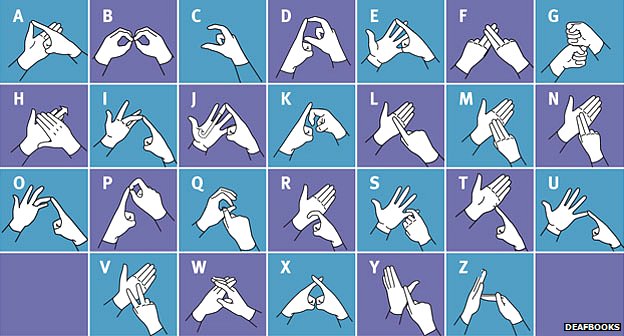 A B C D E F G
H I J K L M N
O P Q R S T U
V W X Y Z
DEAFBOOKS